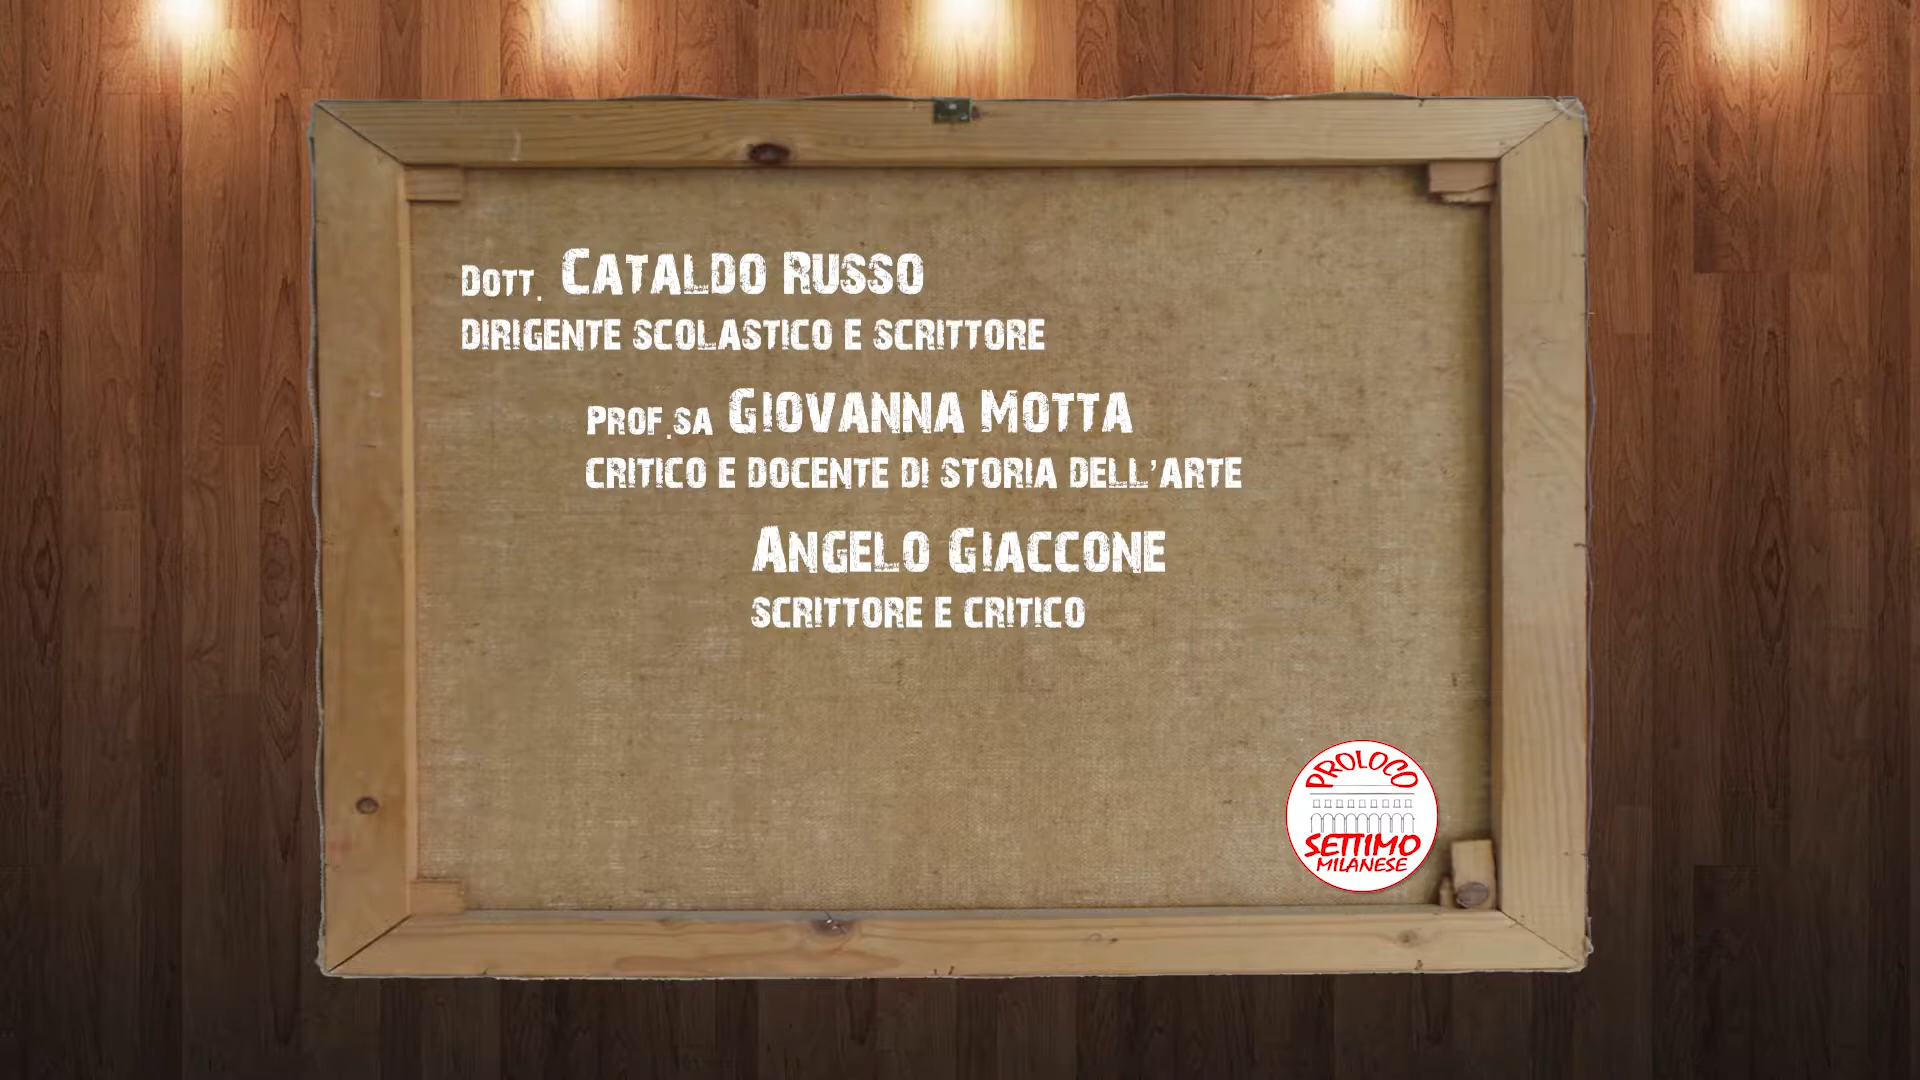 Dott. Cataldo Russo
dirigente scolastico e scrittore
Prof.sa Giovanna Motta
critico e docente di storia dell'arte
Angelo Giaccone
scrittore e critico
PROLOCO
SETTIMO
MILANESE